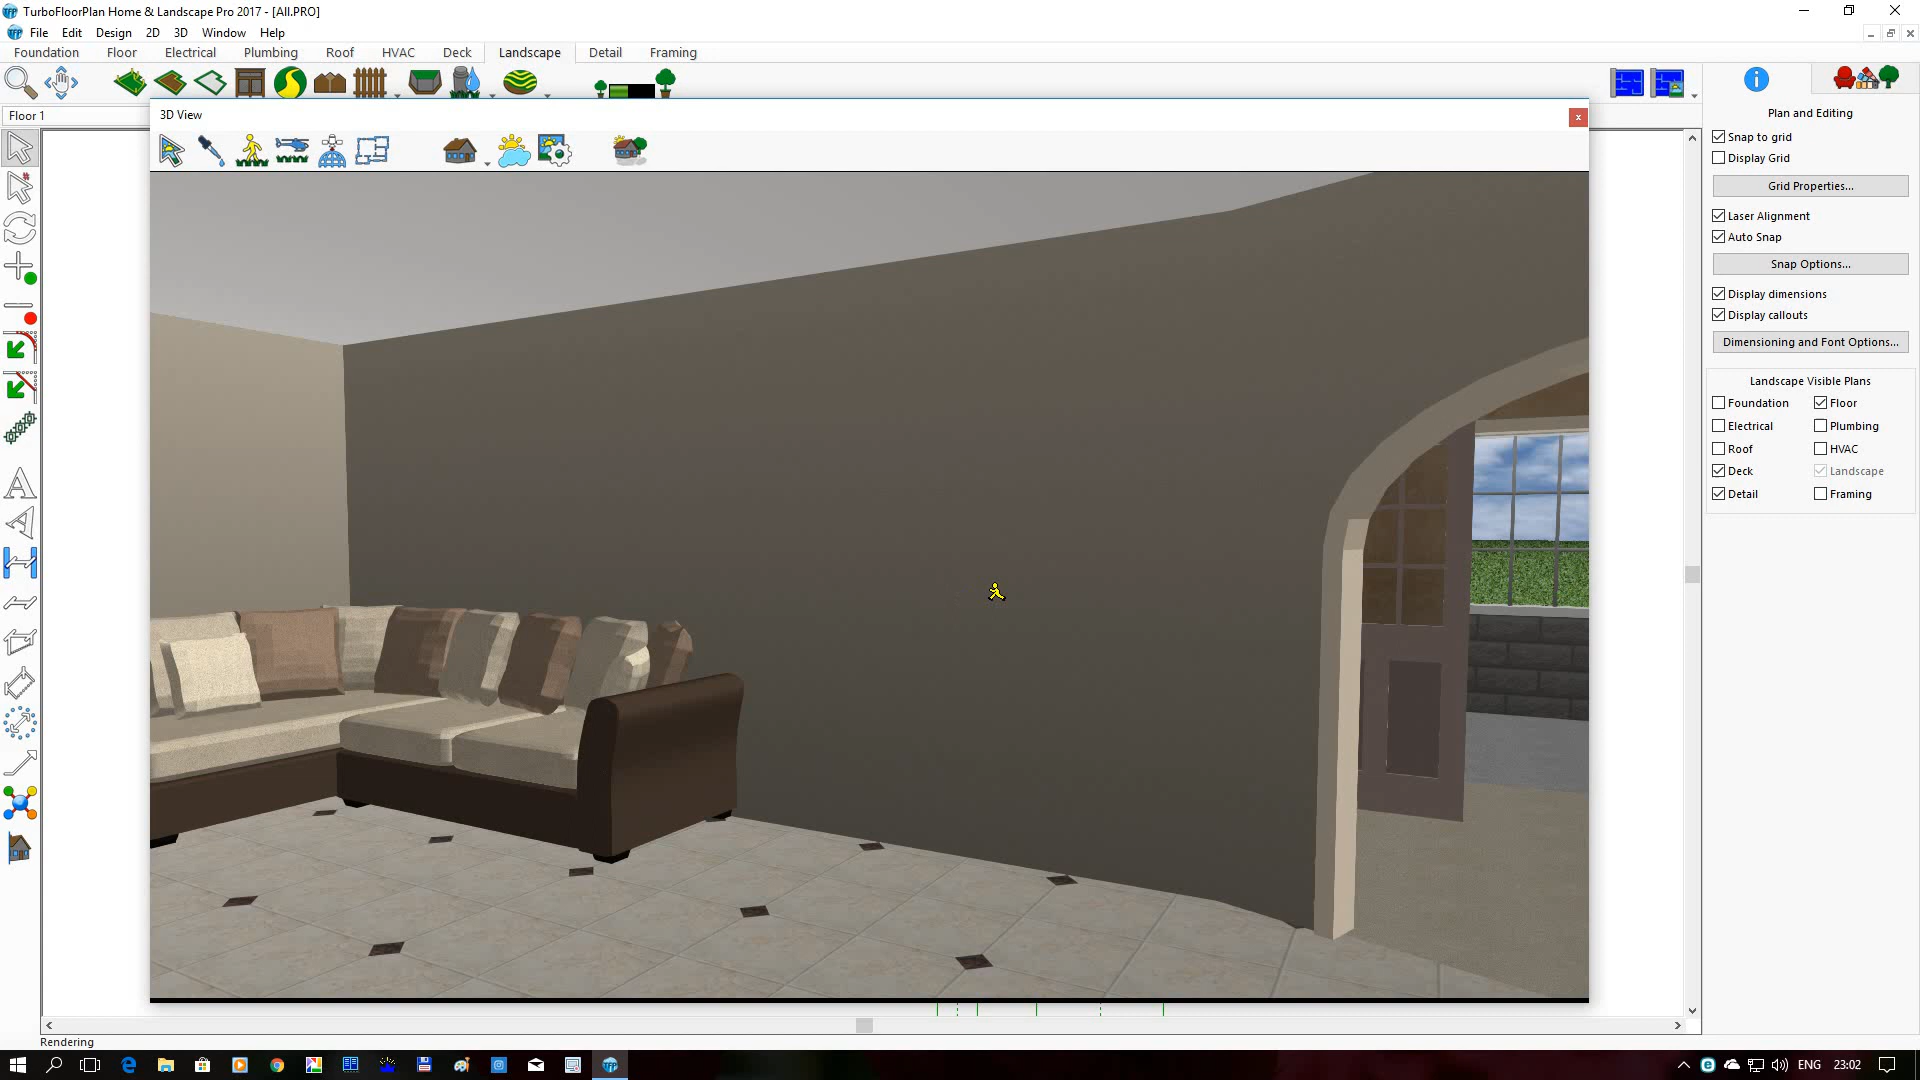 TurboFloorPlan Home & Landscape Pro 2017 - [All.PRO]
File Edit Design 2D 3D Window Help
Foundation Floor Electrical Plumbing Roof HVAC Deck Landscape Detail Framing
Floor 1
3D View
Plan and Editing
Snap to grid
Display Grid
Grid Properties...
Laser Alignment
Auto Snap
Snap Options...
Display dimensions
Display callouts
Dimensioning and Font Options...
Landscape Visible Plans
Foundation Floor
Electrical Plumbing
Roof HVAC
Deck Landscape
Detail Framing
Rendering
ENG 23:02